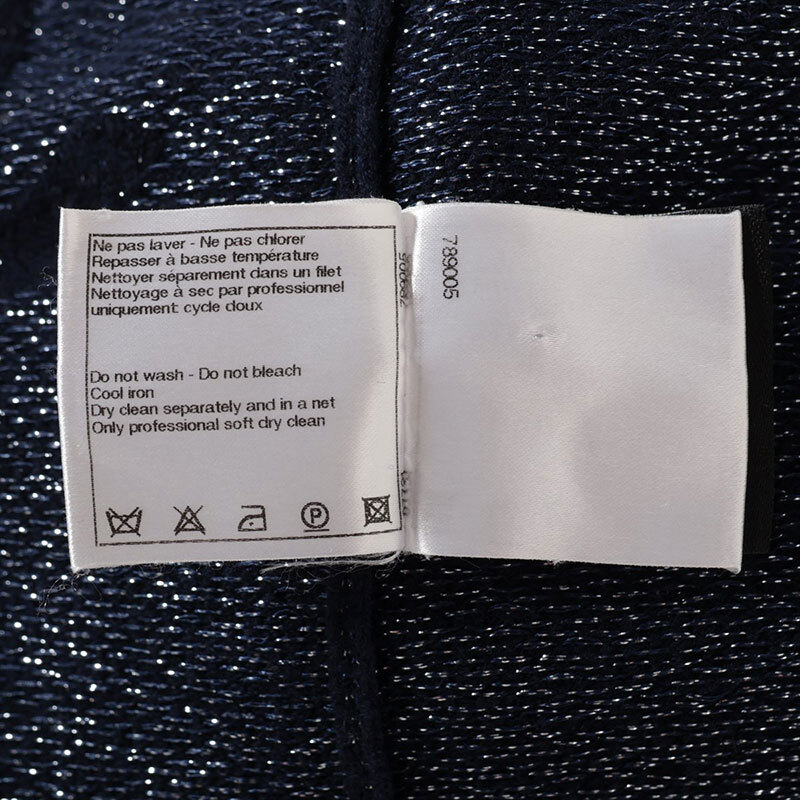 Ne pas laver - Ne pas chlorer
Repasser à basse température
Nettoyer séparement dans un filet
Nettoyage à sec par professionnel
uniquement: cycle doux
Do not wash - Do not bleach
Cool iron
Dry clean separately and in a net
Only professional soft dry clean
P
789005